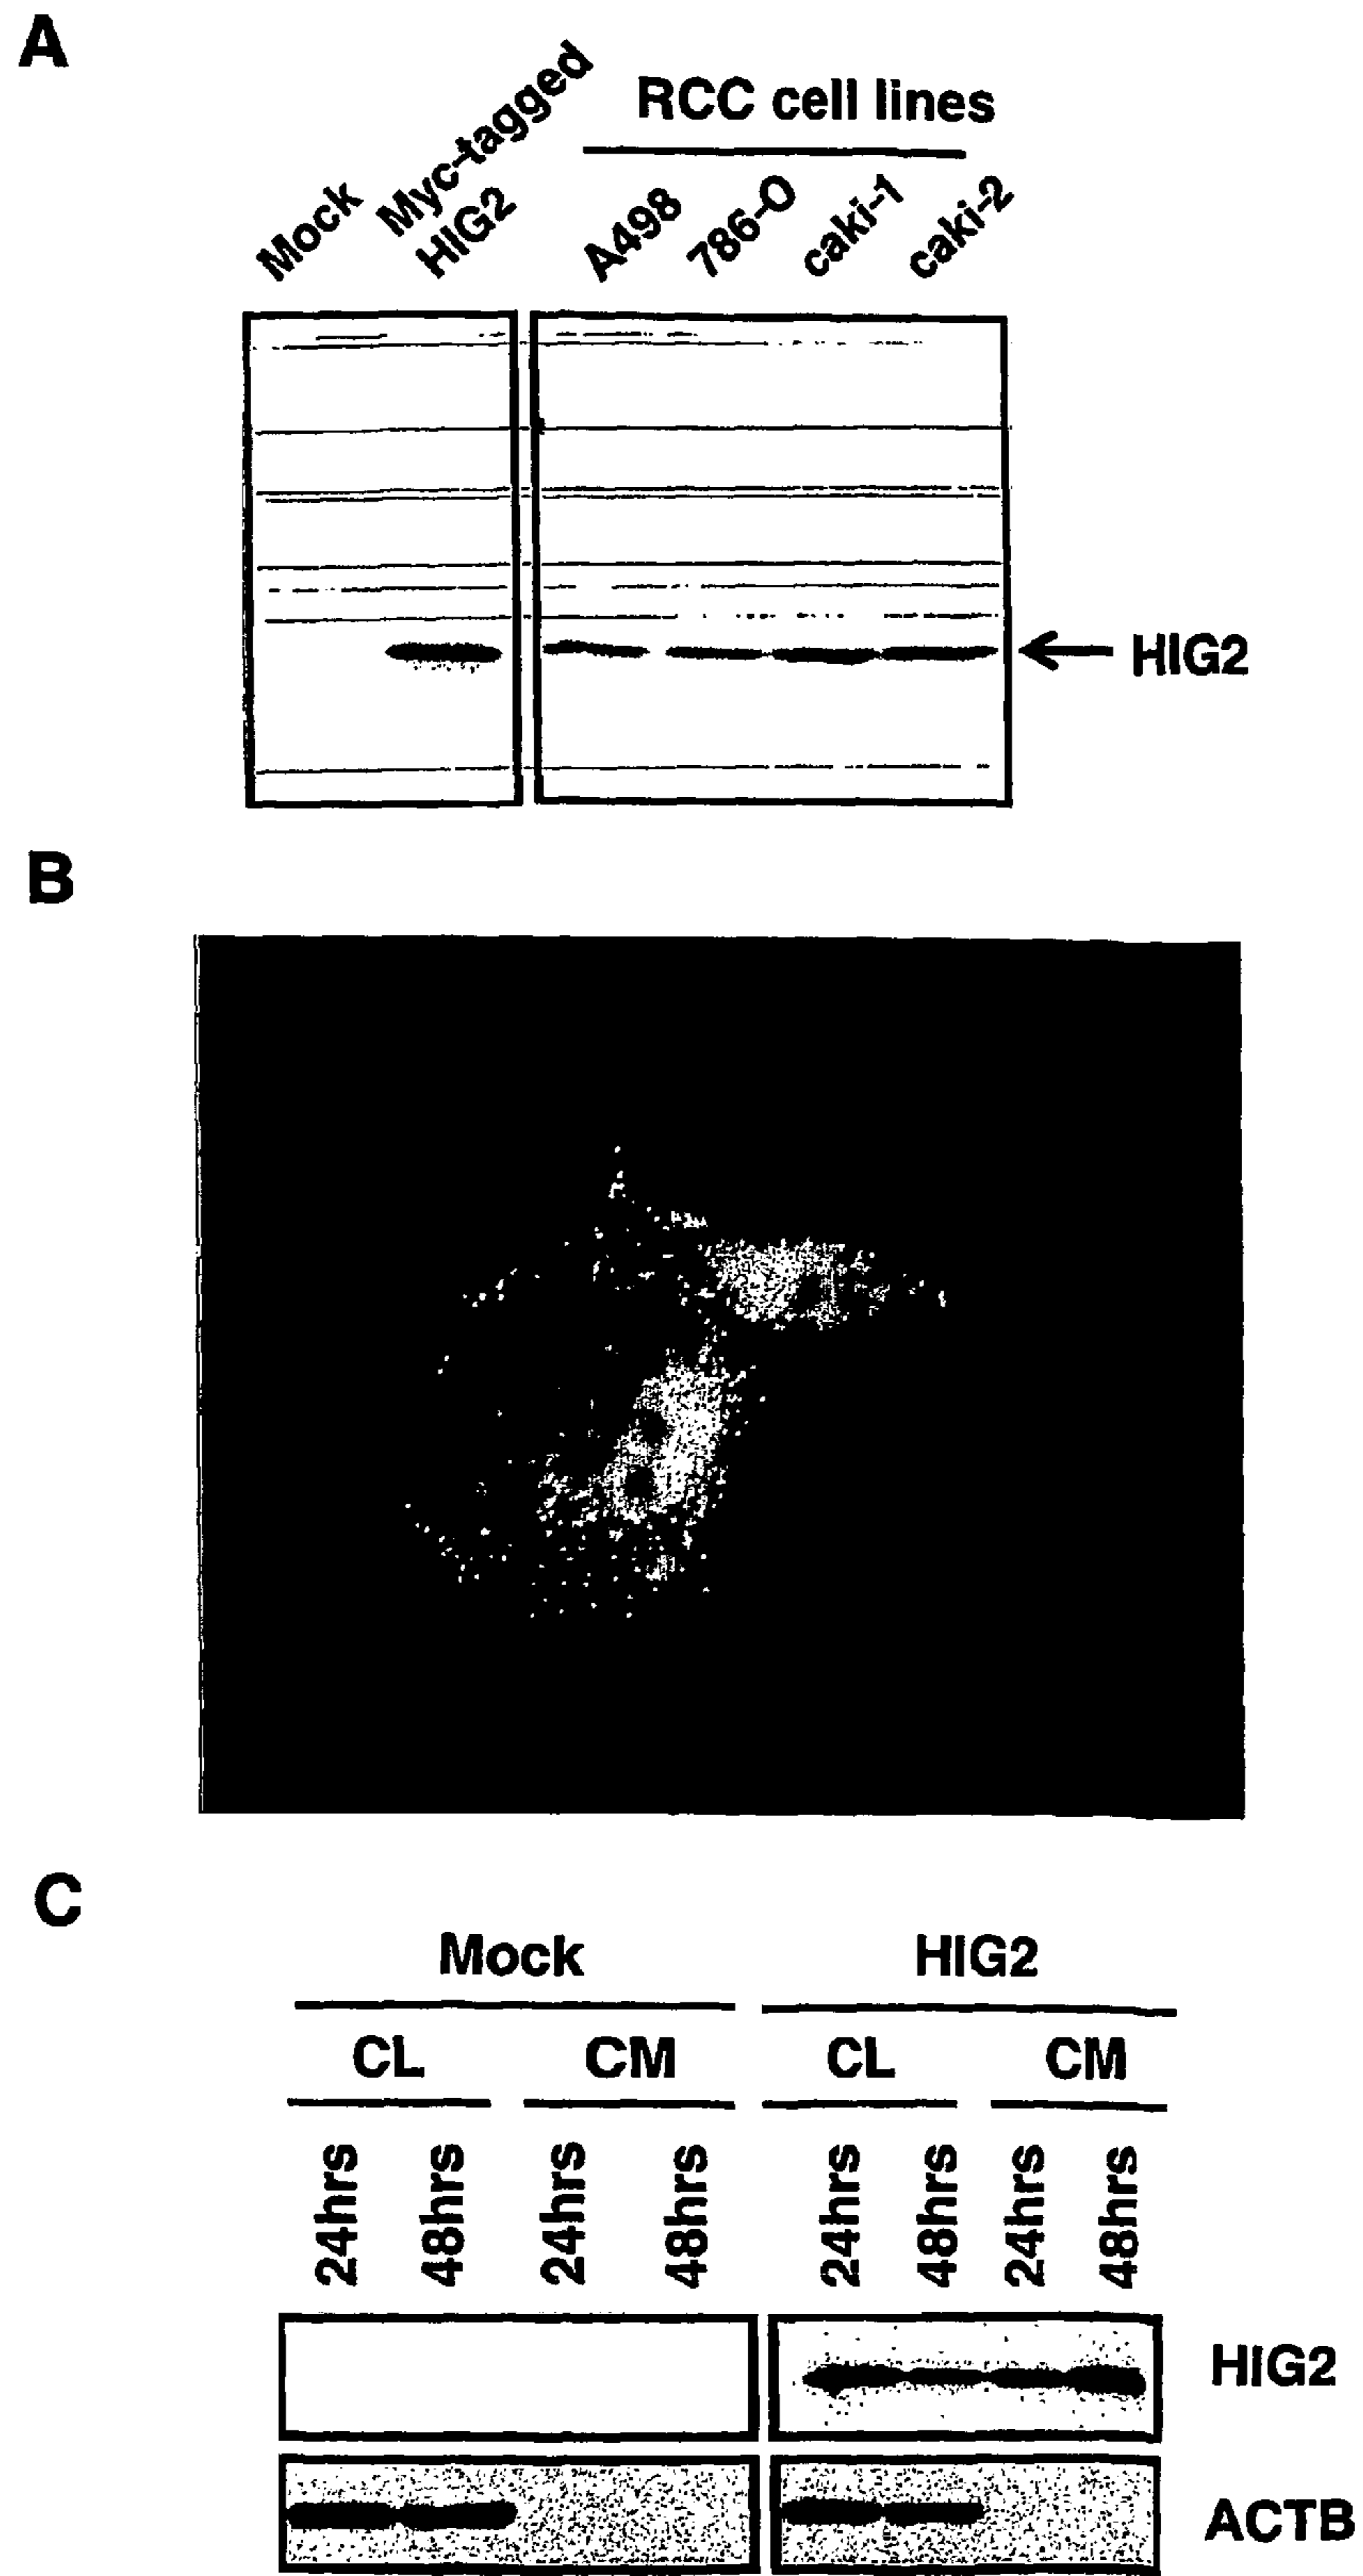 A
RCC cell lines
Mock
Myc-tagged
HIG2
A498
786-O
caki-1
caki-2
HIG2
B
C
Mock HIG2
CL CM CL CM
24hrs 48hrs 24hrs 48hrs 24hrs 48hrs 24hrs 48hrs
HIG2
ACTB